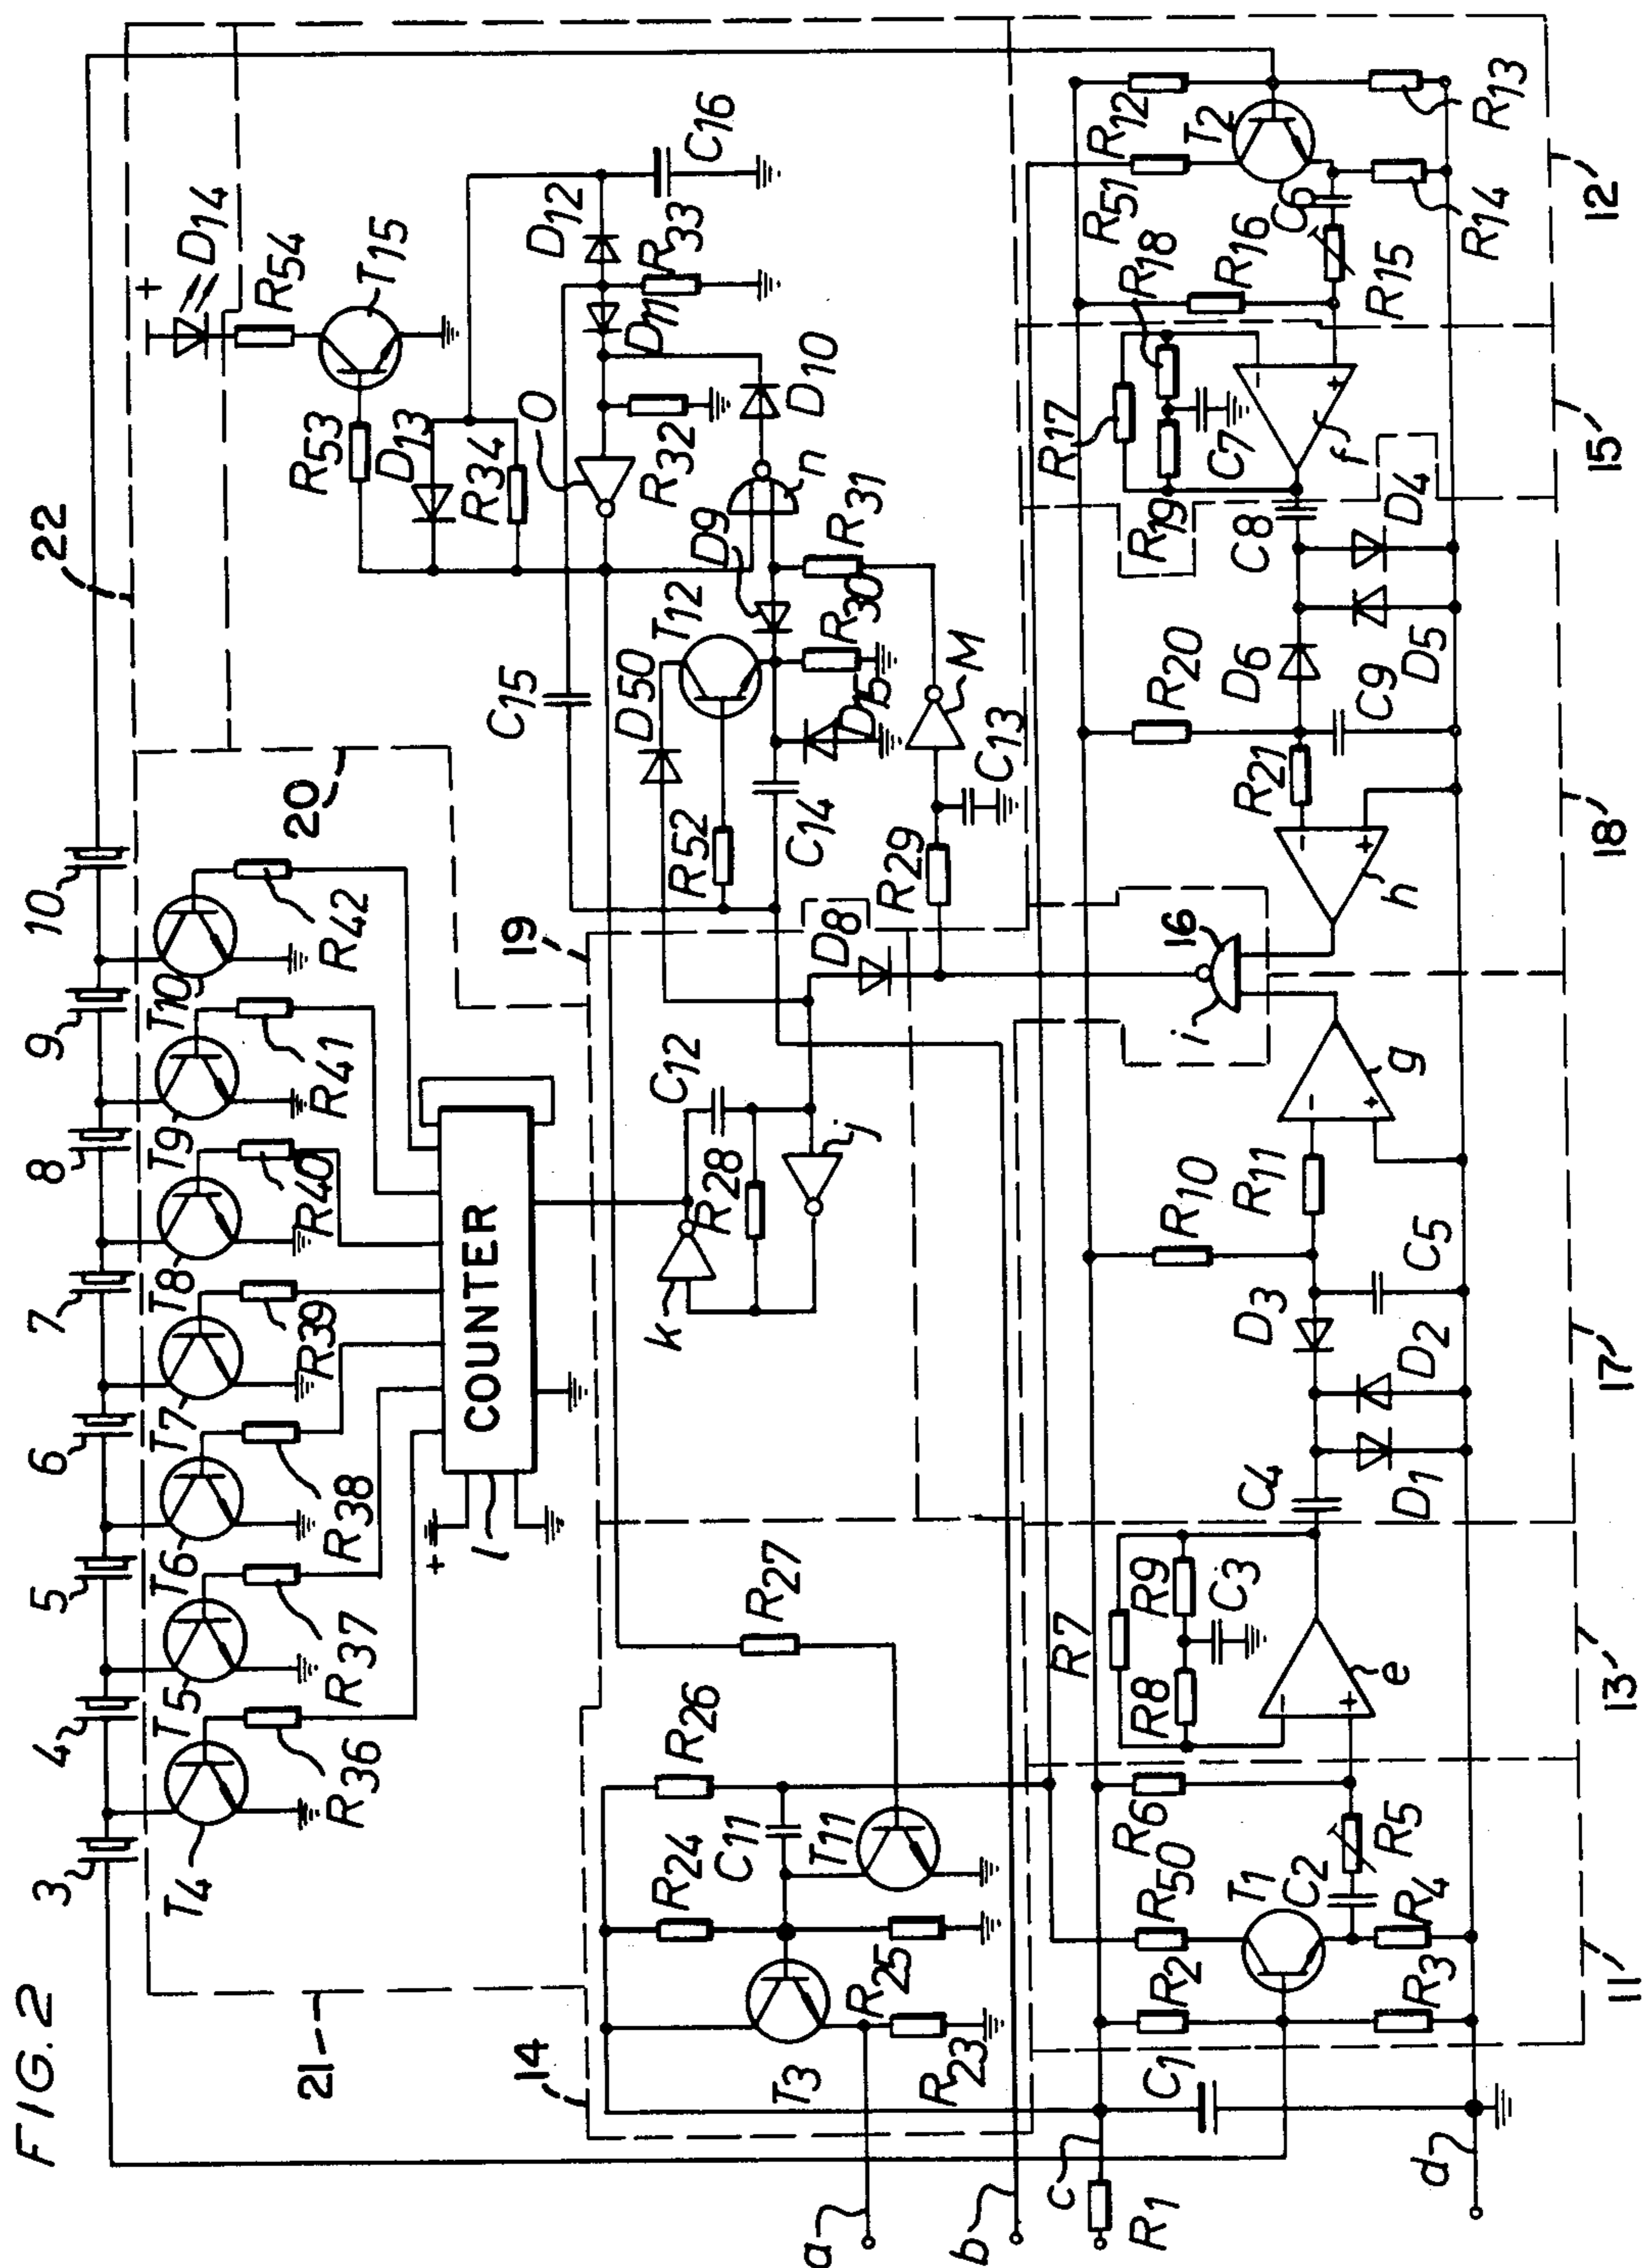 FIG. 2
3
4
5
6
7
8
9
10
22
T4
T5
T6
T7
T8
T9
T10
R36
R37
R38
R39
R40
R41
R42
20
21
+
1
COUNTER
+
D14
R54
T15
R53
D13
R34
D12
C16
R33
D11
O
R32
D10
n
D9
R31
C15
D50
T12
R30
D15
M
R52
C14
C13
R29
19
D8
C12
R28
j
k
14
R27
R26
R24
C11
T11
T3
R25
R23
a
b
c
R1
C1
d
R2
R50
T1
C2
R3
R4
R5
R6
11
R7
R8
R9
C3
-
+
e
13
C4
D1
D2
D3
C5
R10
R11
-
+
g
17
i
16
h
-
+
18
R21
R20
C9
D6
D5
D4
C8
R19
R17
C7
R18
-
+
f
15
R16
R15
C6
R51
R12
T2
R14
R13
12